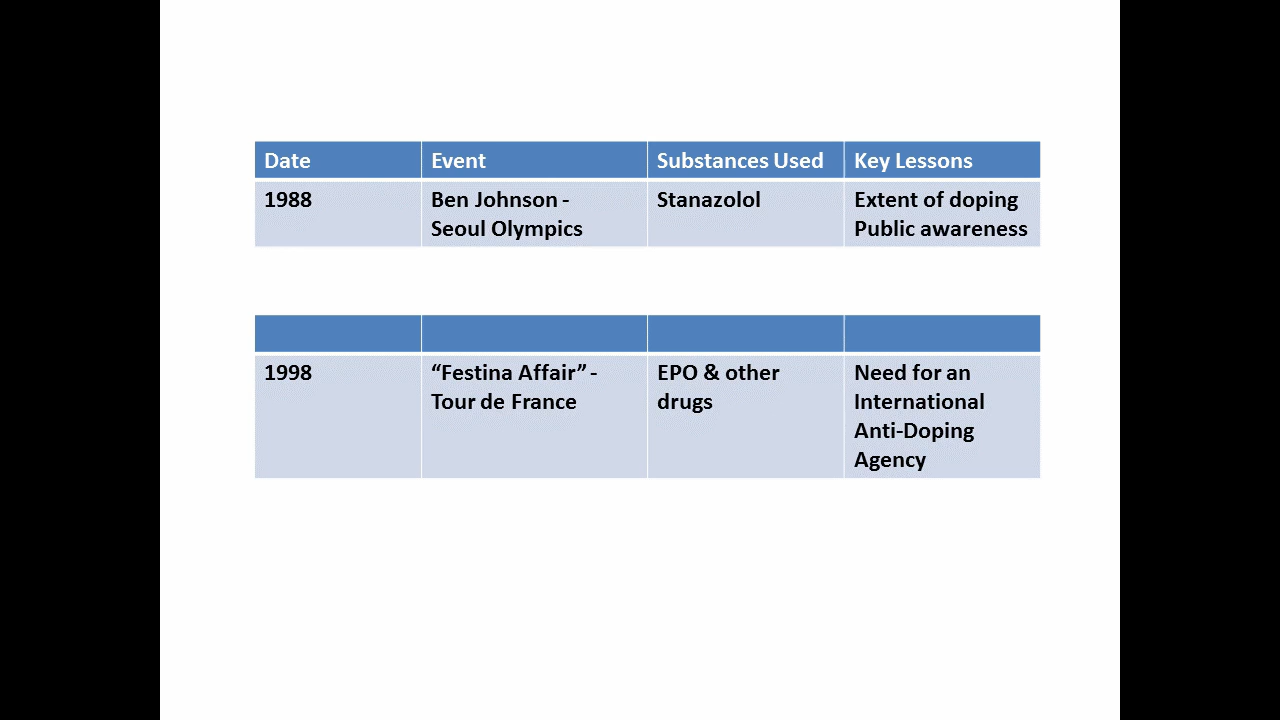 Date Event Substances Used Key Lessons
1988 Ben Johnson - Stanazolol Extent of doping
Seoul Olympics Public awareness
1998 “Festina Affair” - EPO & other Need for an
Tour de France drugs International
Anti-Doping
Agency